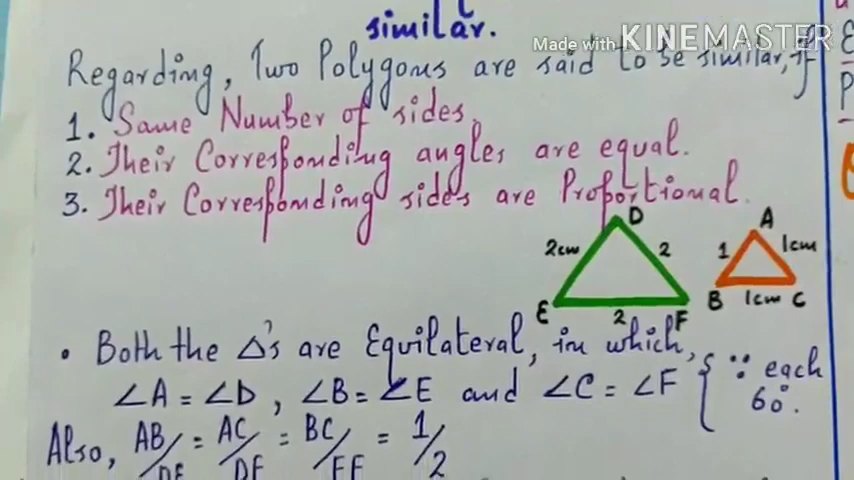 similar.
Made with KINEMASTER
Regarding, Two Polygons are said to be similar, if
1. Same Number of sides.
2. Their Corresponding angles are equal.
3. Their Corresponding sides are Proportional.
D
A
2cm
2
1
1cm
E
2
F
B
1cm
C
• Both the Δ's are Equilateral, in which,
∠A = ∠D, ∠B = ∠E and ∠C = ∠F { ∵ each 60°.
Also, AB/DE = AC/DF = BC/EF = 1/2